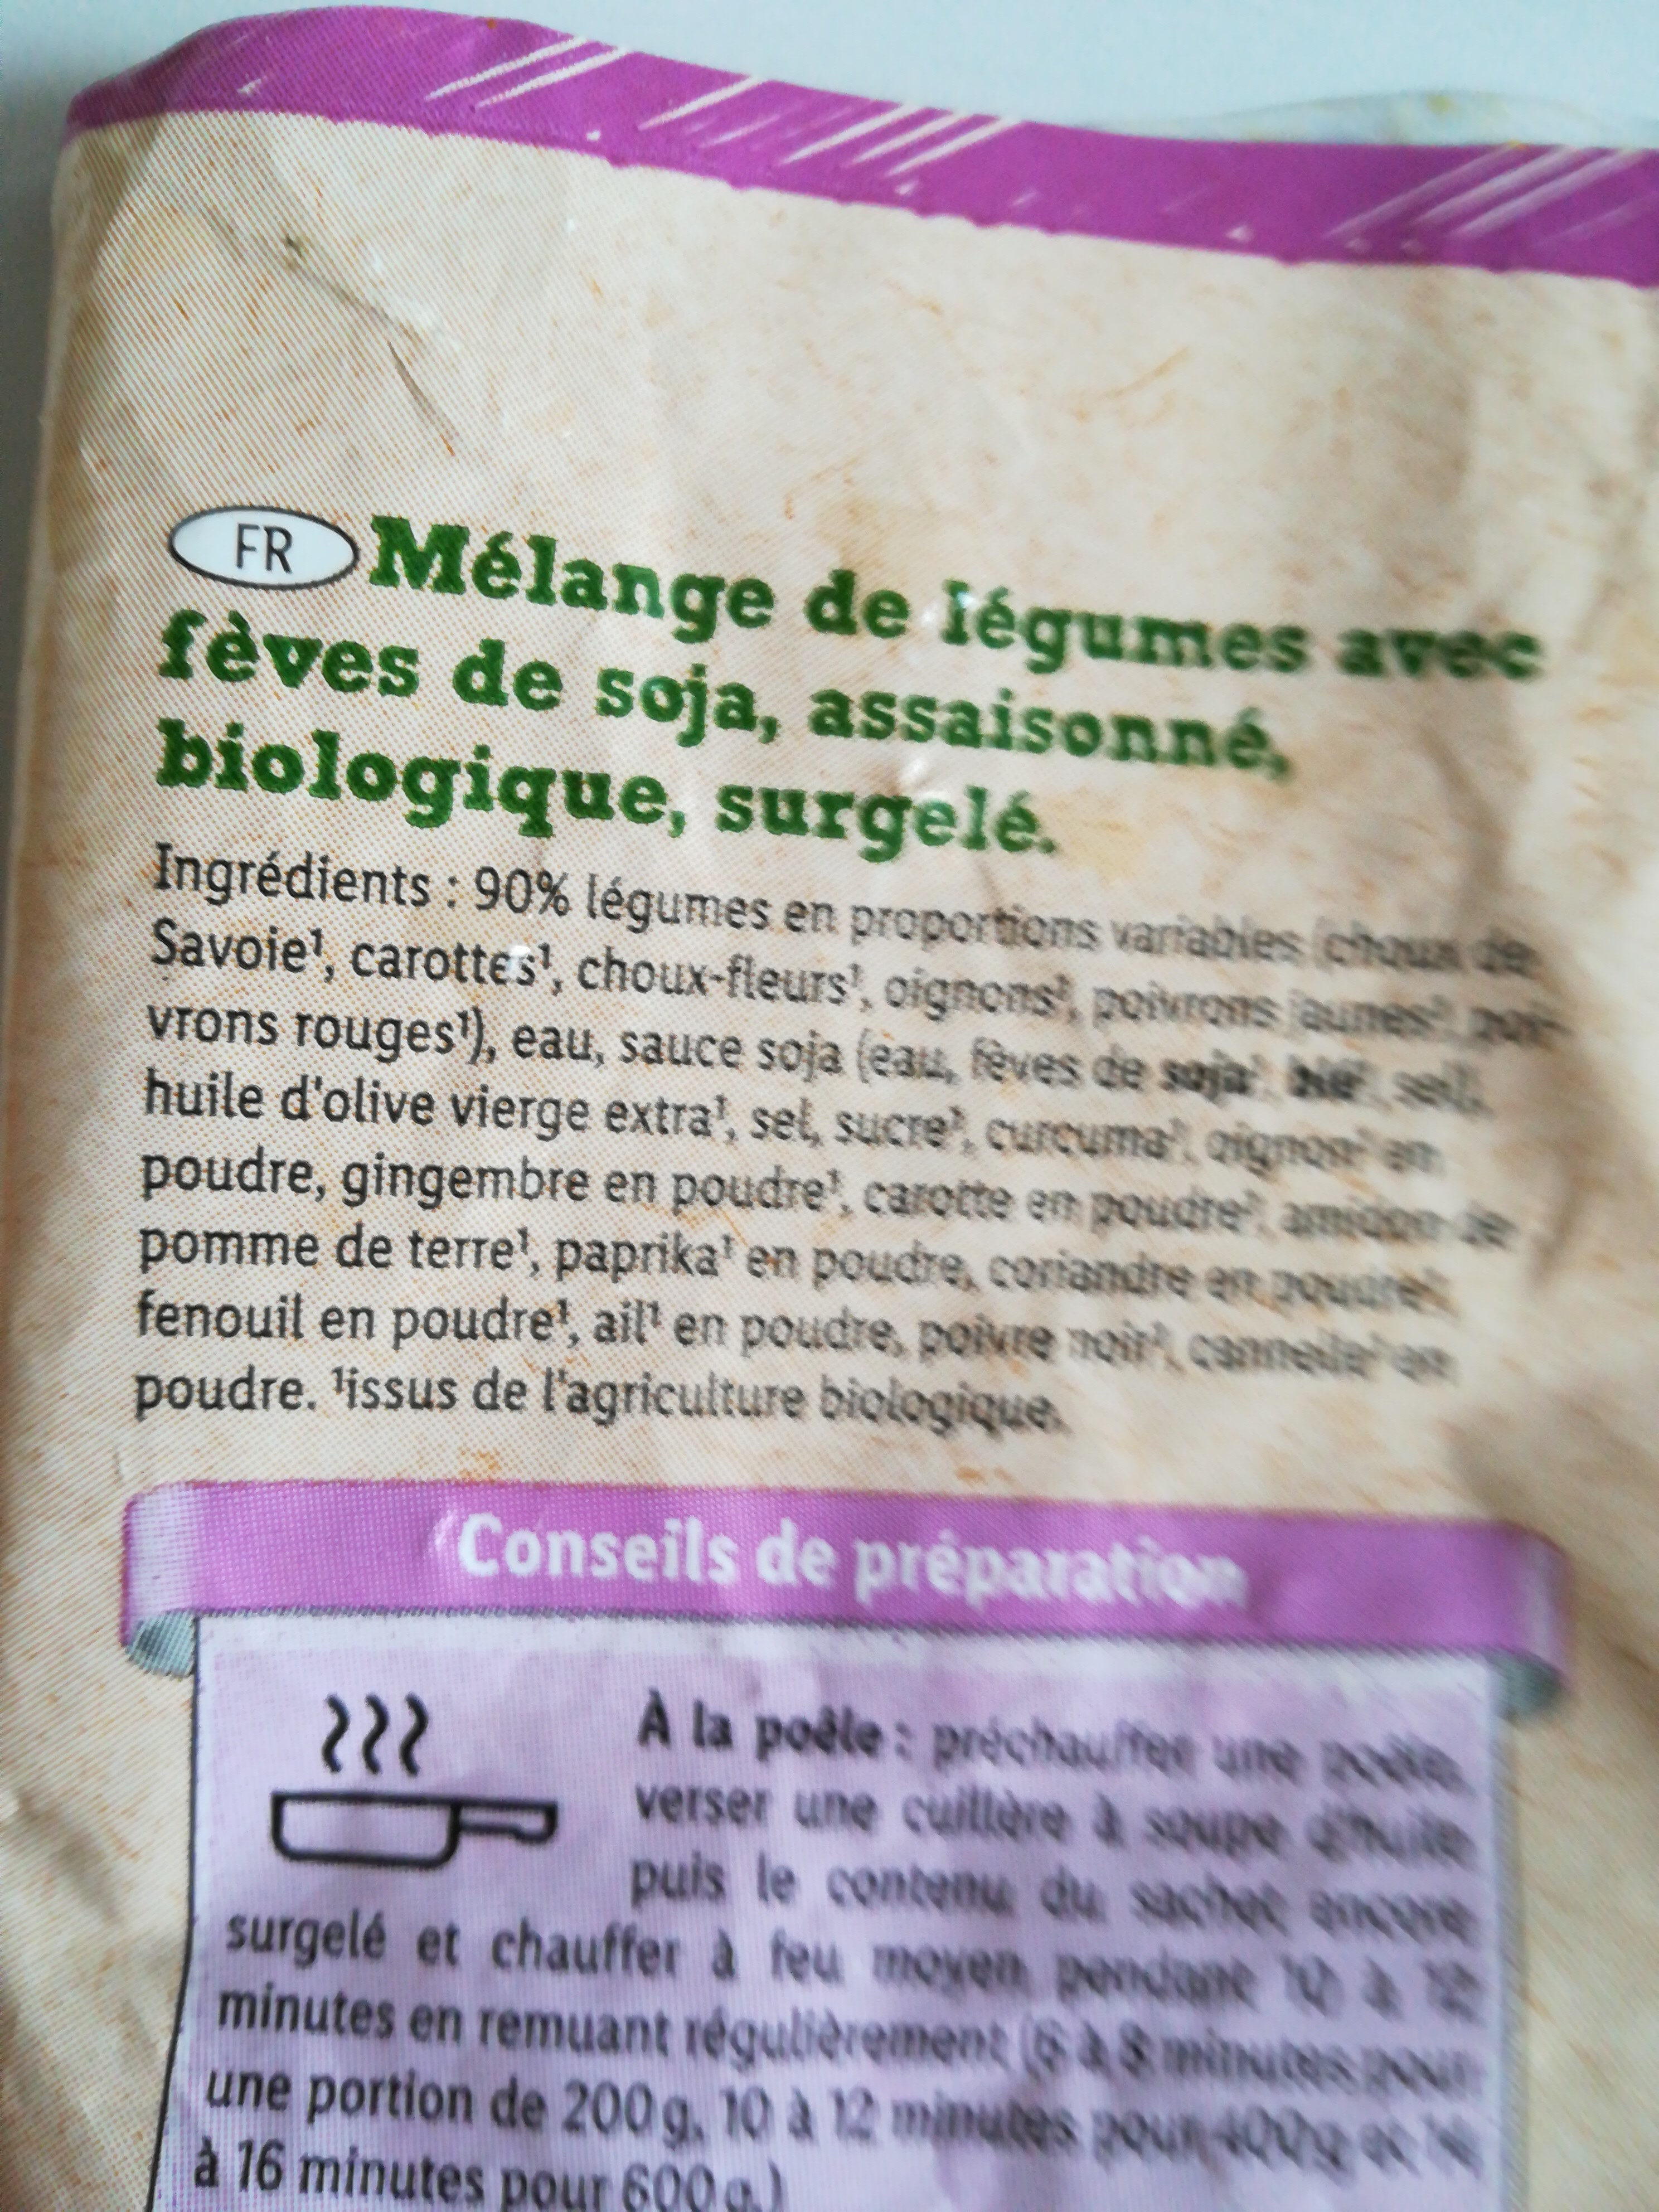 FR Mélange de légumes avec
fèves de soja, assaisonné,
biologique, surgelé.
Ingrédients : 90% légumes en proportions variables (choux de
Savoie¹, carottes¹, choux-fleurs¹, oignons¹, poivrons jaunes¹, poi-
vrons rouges¹), eau, sauce soja (eau, fèves de soja¹, blé¹, sel),
huile d'olive vierge extra¹, sel, sucre¹, curcuma¹, oignon¹ en
poudre, gingembre en poudre¹, carotte en poudre¹, amidon de
pomme de terre¹, paprika¹ en poudre, coriandre en poudre¹,
fenouil en poudre¹, ail¹ en poudre, poivre noir¹, cannelle¹ en
poudre. ¹issus de l'agriculture biologique.
Conseils de préparation
À la poêle : préchauffer une poêle,
verser une cuillère à soupe d'huile
puis le contenu du sachet encore
surgelé et chauffer à feu moyen pendant 10 à 12
minutes en remuant régulièrement (6 à 8 minutes pour
une portion de 200 g, 10 à 12 minutes pour 400g et 14
à 16 minutes pour 600 g.)